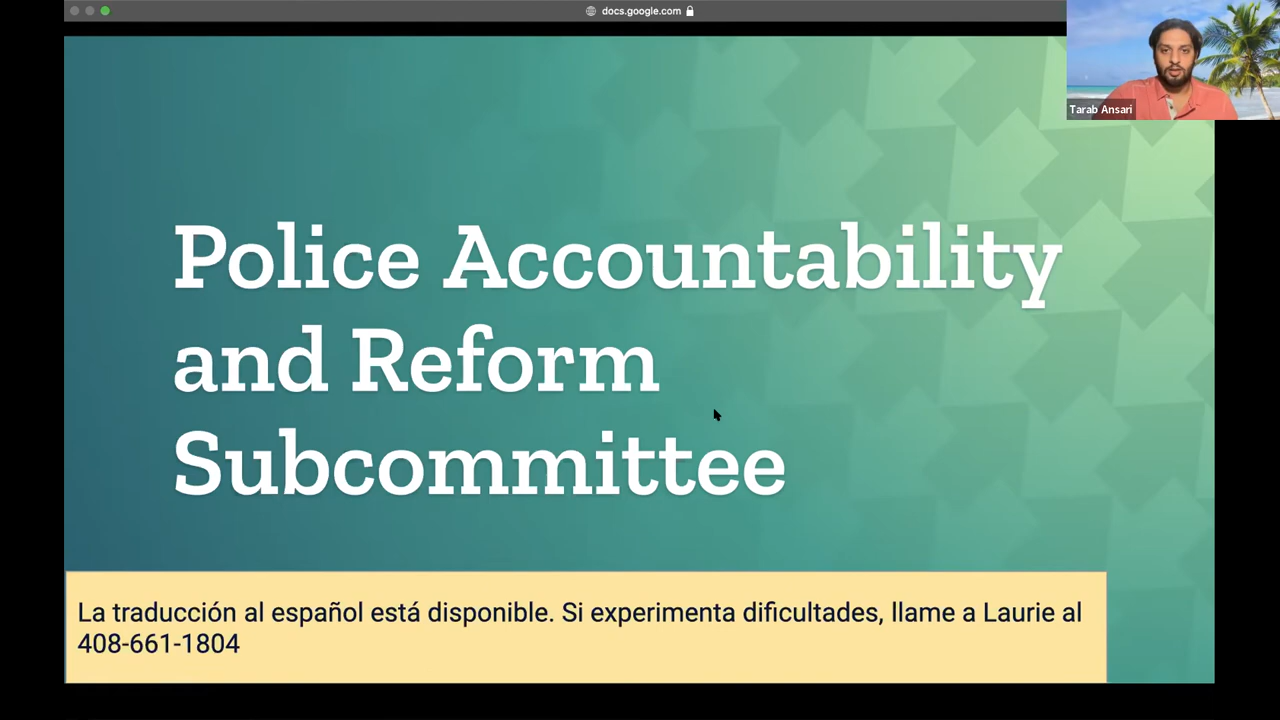 docs.google.com
Tarab Ansari
Police Accountability
and Reform
Subcommittee
La traducción al español está disponible. Si experimenta dificultades, llame a Laurie al
408-661-1804